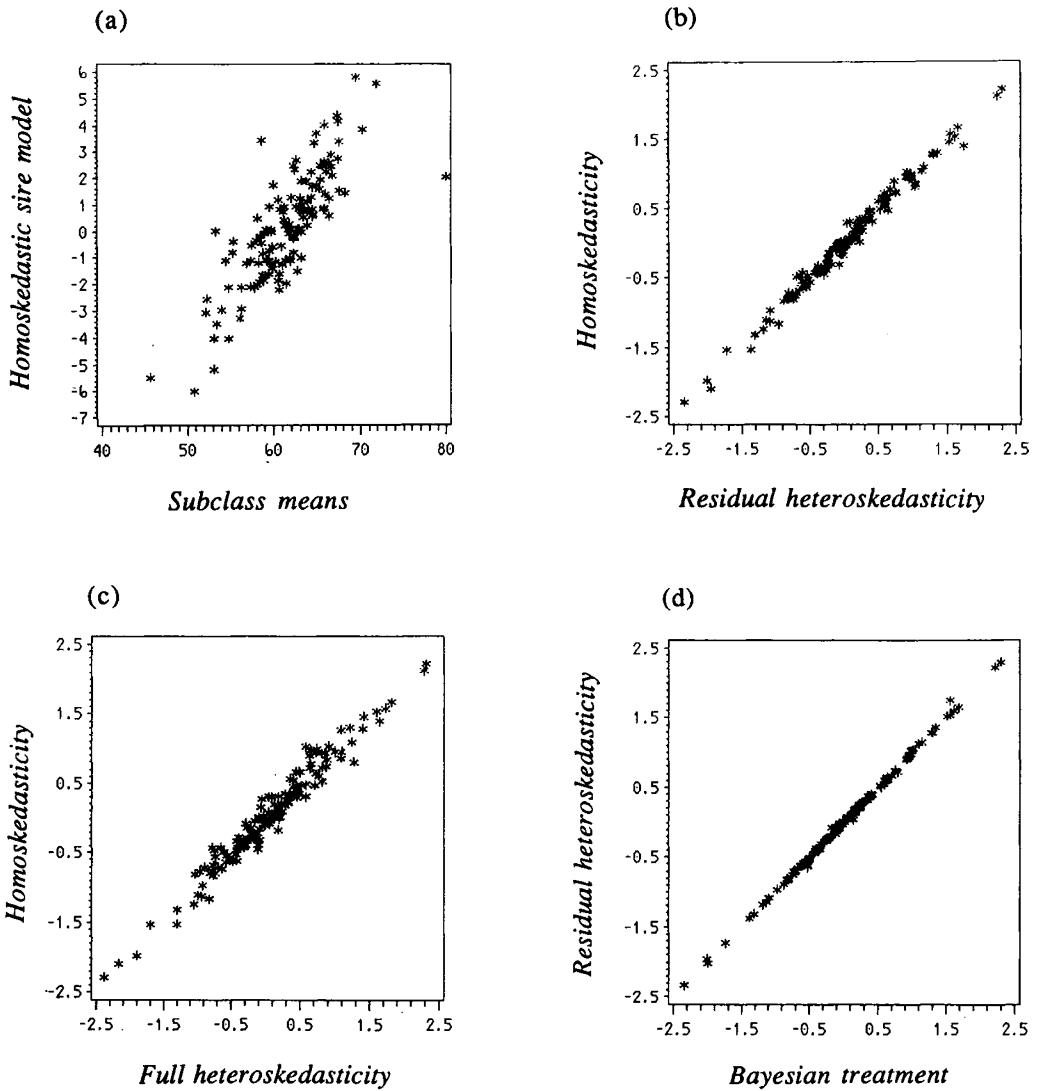 (a)
Homoskedastic sire model
6
5
4
3
2
1
0
-1
-2
-3
-4
-5
-6
-7
40 50 60 70 80
Subclass means
(b)
Homoskedasticity
2.5
1.5
0.5
-0.5
-1.5
-2.5
-2.5 -1.5 -0.5 0.5 1.5 2.5
Residual heteroskedasticity
(c)
Homoskedasticity
2.5
1.5
0.5
-0.5
-1.5
-2.5
-2.5 -1.5 -0.5 0.5 1.5 2.5
Full heteroskedasticity
(d)
Residual heteroskedasticity
2.5
1.5
0.5
-0.5
-1.5
-2.5
-2.5 -1.5 -0.5 0.5 1.5 2.5
Bayesian treatment